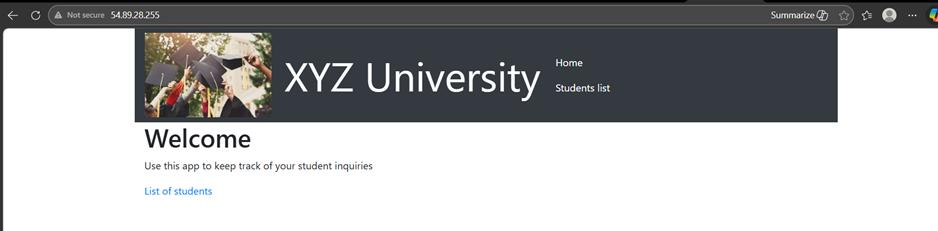 Not secure 54.89.28.255 Summarize
XYZ University
Home
Students list
Welcome
Use this app to keep track of your student inquiries
List of students